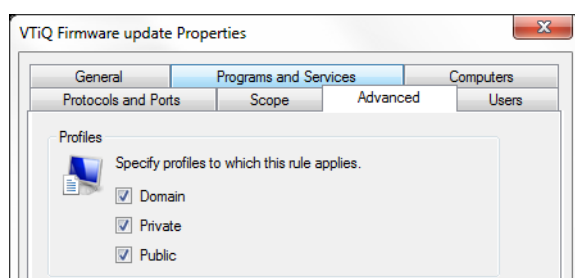 VTiQ Firmware update Properties
General Programs and Services Computers
Protocols and Ports Scope Advanced Users
Profiles
Specify profiles to which this rule applies.
Domain
Private
Public